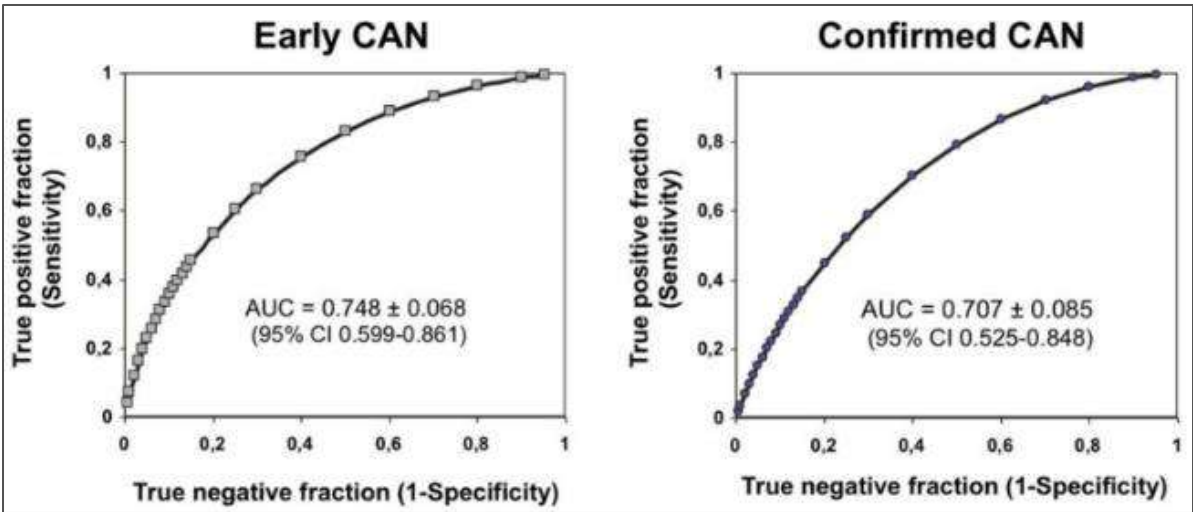 Early CAN
True positive fraction
(Sensitivity)
1
0,8
0,6
0,4
0,2
0
AUC = 0.748 ± 0.068
(95% CI 0.599-0.861)
0
0,2
0,4
0,6
0,8
1
True negative fraction (1-Specificity)
Confirmed CAN
True positive fraction
(Sensitivity)
1
0,8
0,6
0,4
0,2
0
AUC = 0.707 ± 0.085
(95% CI 0.525-0.848)
0
0,2
0,4
0,6
0,8
1
True negative fraction (1-Specificity)